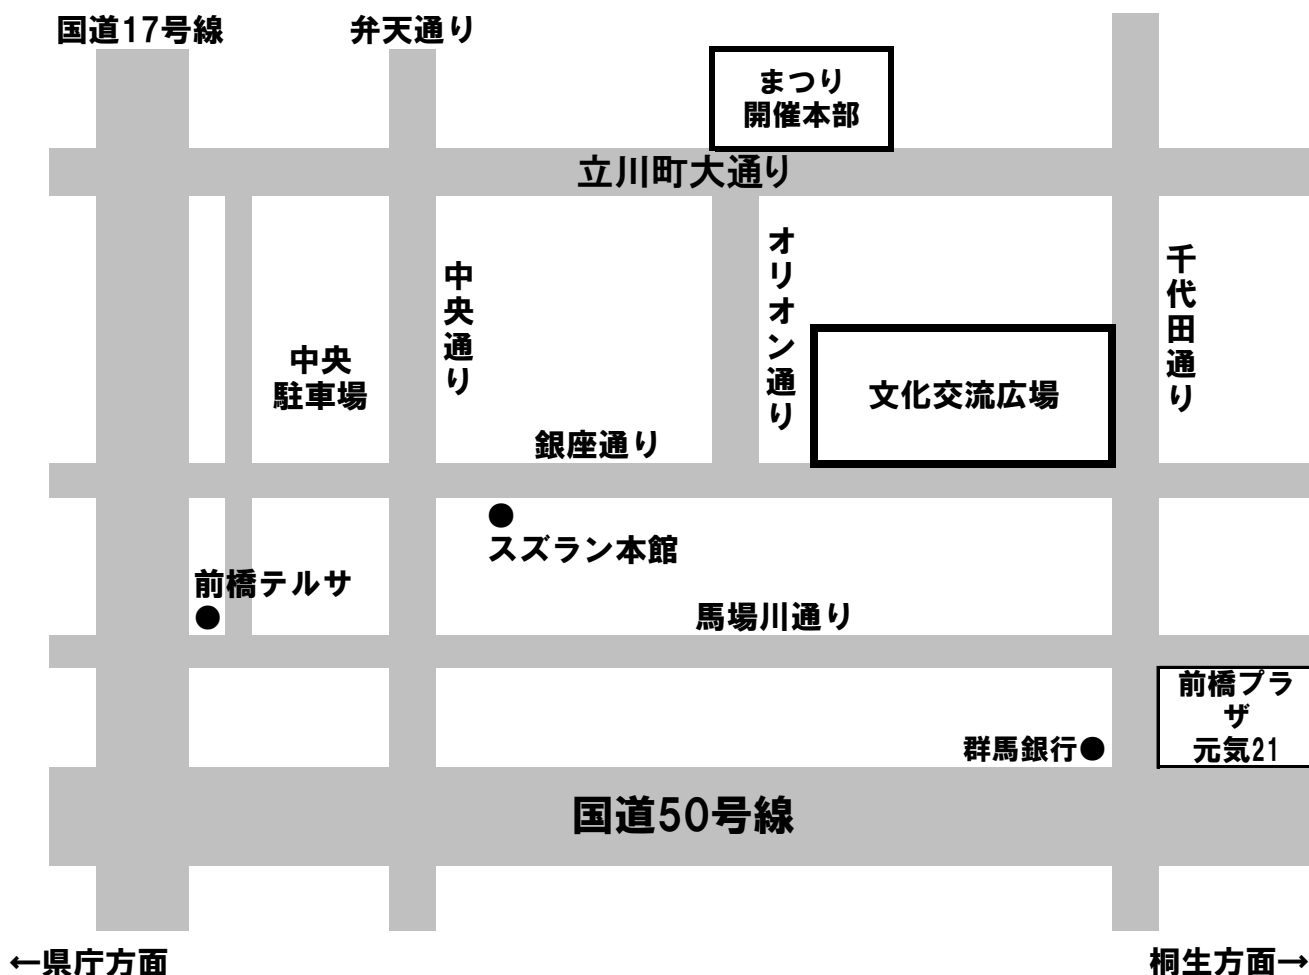 国道17号線
弁天通り
まつり
開催本部
立川町大通り
中央通り
オリオン通り
千代田通り
中央
駐車場
文化交流広場
銀座通り
スズラン本館
前橋テルサ
馬場川通り
前橋プラ
ザ
元気21
群馬銀行
国道50号線
←県庁方面
桐生方面→